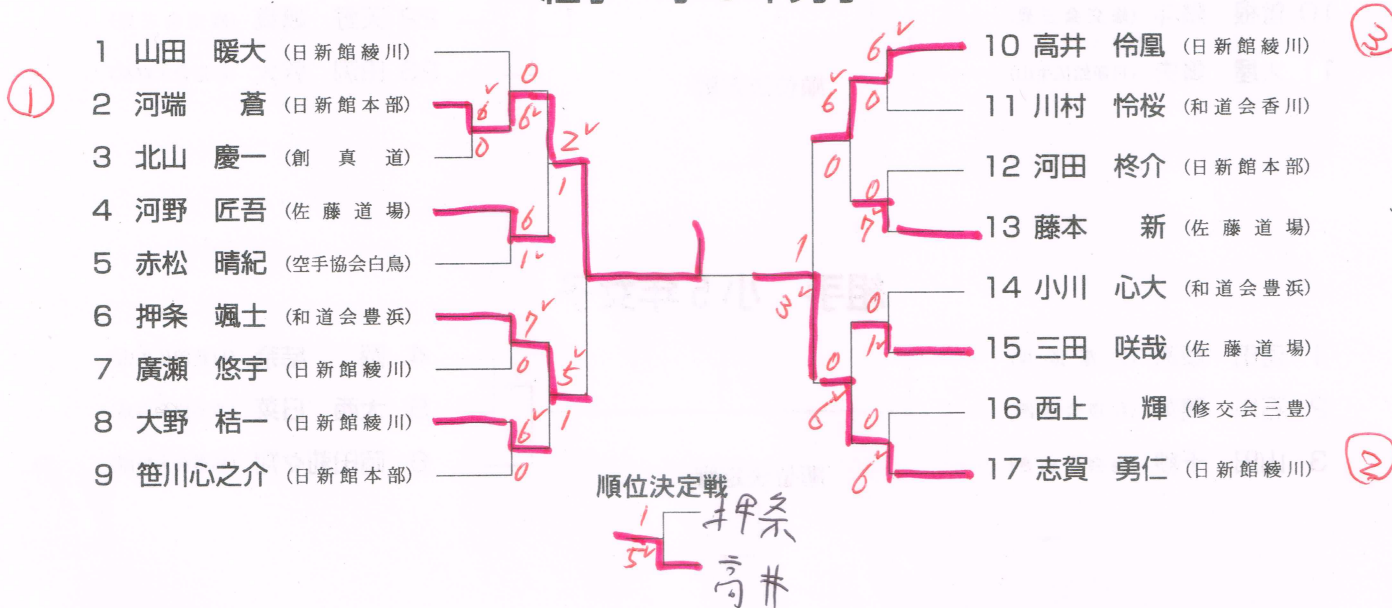 ①
1 山田 暖大 (日新館綾川)
2 河端 蒼 (日新館本部)
3 北山 慶一 (創真道)
4 河野 匠吾 (佐藤道場)
5 赤松 晴紀 (空手協会白鳥)
6 押条 颯士 (和道会豊浜)
7 廣瀬 悠宇 (日新館綾川)
8 大野 桔一 (日新館綾川)
9 笹川心之介 (日新館本部)
0
6
6
0
2
1
6
1
7
0
5
1
6
0
③
10 高井 伶凰 (日新館綾川)
11 川村 怜桜 (和道会香川)
12 河田 柊介 (日新館本部)
13 藤本 新 (佐藤道場)
14 小川 心大 (和道会豊浜)
15 三田 咲哉 (佐藤道場)
16 西上 輝 (修交会三豊)
17 志賀 勇仁 (日新館綾川)
②
6
0
6
0
0
7
1
3
0
1
0
6
0
6
順位決定戦
1 押条
5 高井